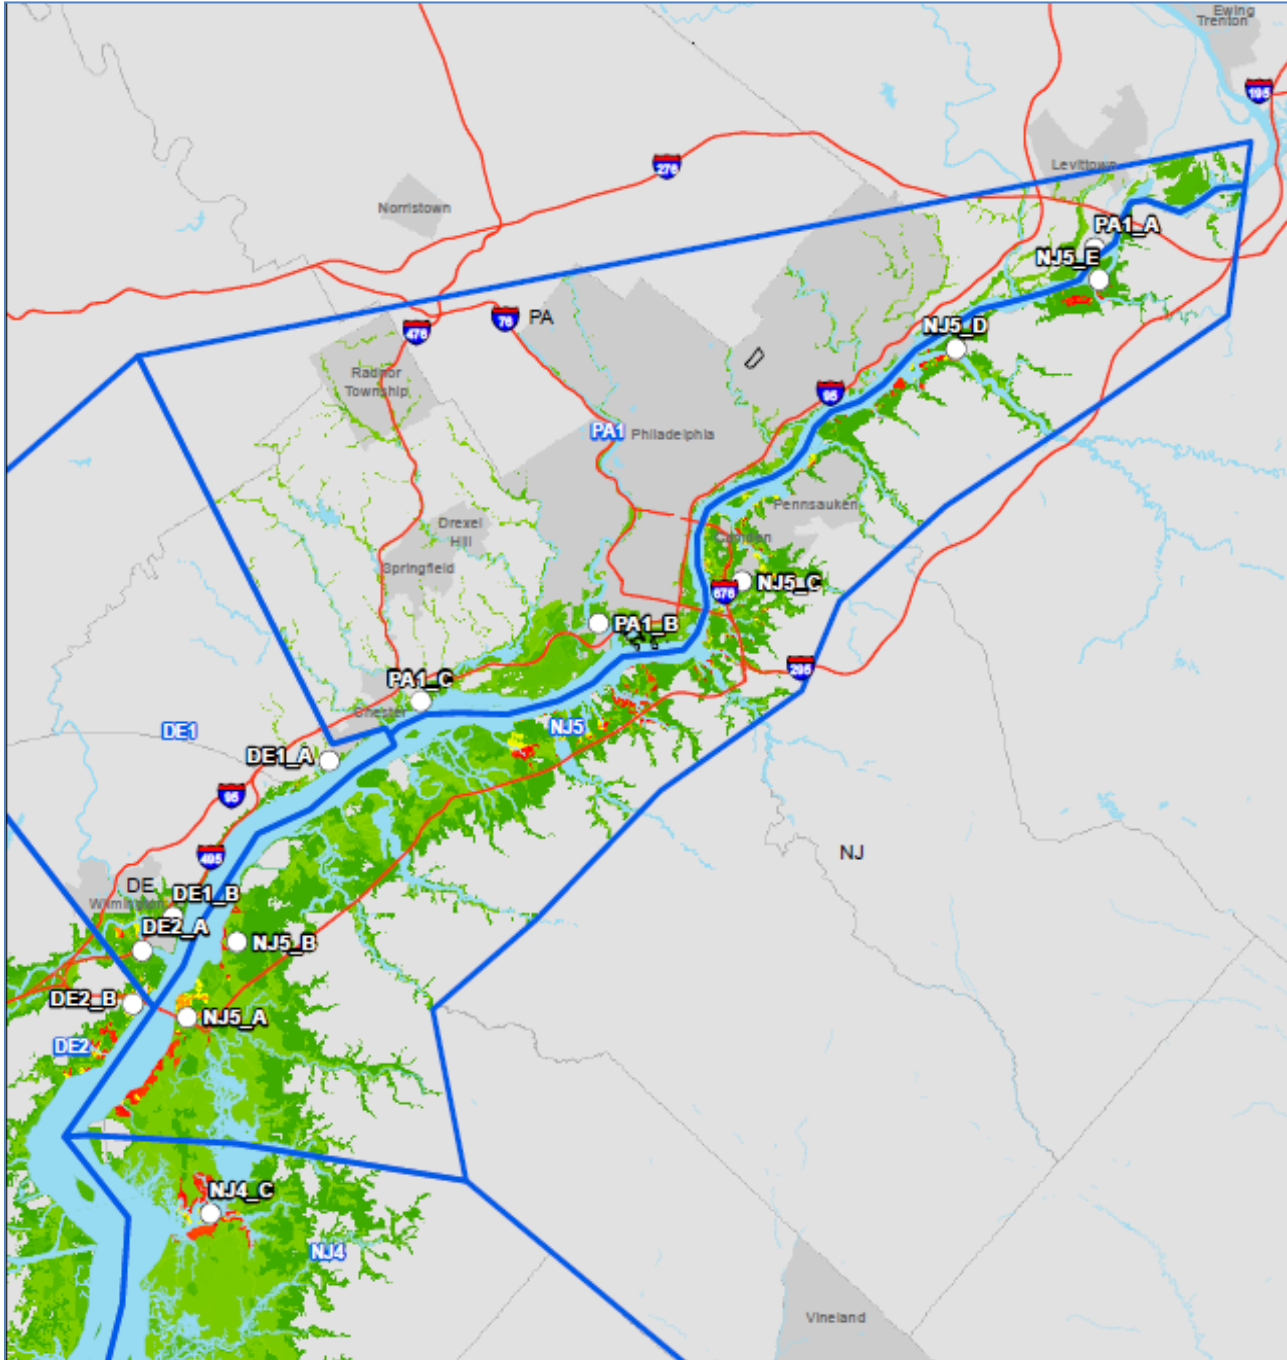 Ewing
Trenton
195
276
Levittown
Norristown
PA1_A
NJ5_E
76
PA
476
NJ5_D
Radnor
Township
95
PA1
Philadelphia
Pennsauken
Drexel
Hill
Camden
Springfield
NJ5_C
676
PA1_B
295
PA1_C
Chester
DE1
NJ5
DE1_A
95
495
NJ
DE
DE1_B
Wilmington
DE2_A
NJ5_B
DE2_B
NJ5_A
DE2
NJ4_C
NJ4
Vineland